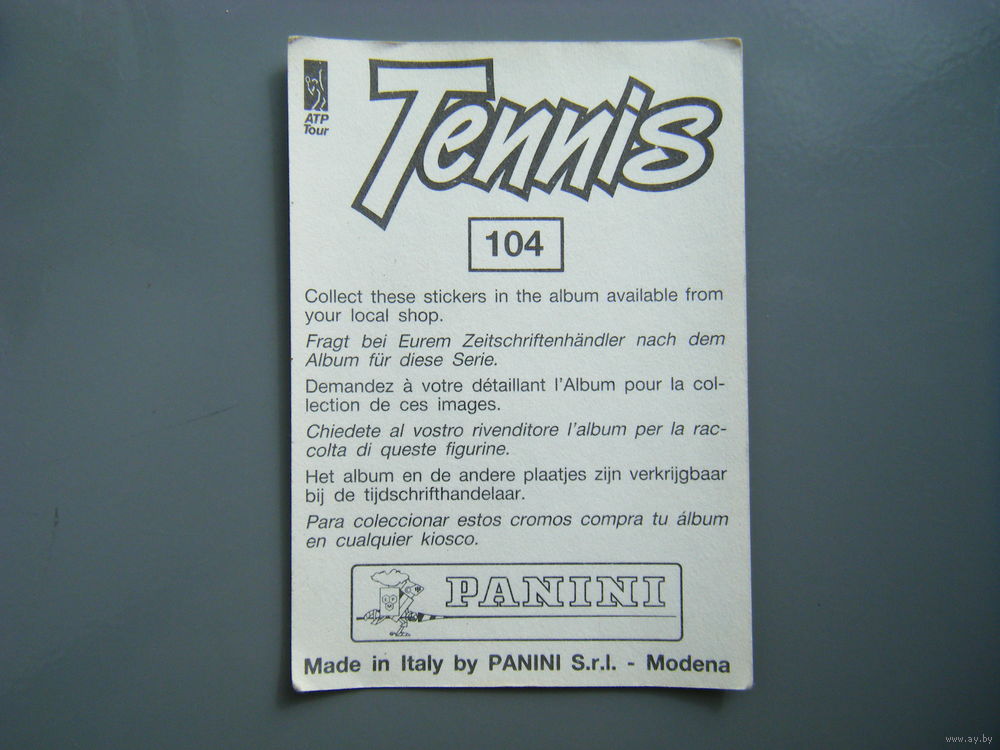 ATP
Tour
Tennis
104
Collect these stickers in the album available from
your local shop.
Fragt bei Eurem Zeitschriftenhändler nach dem
Album für diese Serie.
Demandez à votre détaillant l'Album pour la col-
lection de ces images.
Chiedete al vostro rivenditore l'album per la rac-
colta di queste figurine.
Het album en de andere plaatjes zijn verkrijgbaar
bij de tijdschrifthandelaar.
Para coleccionar estos cromos compra tu álbum
en cualquier kiosco.
PANINI
Made in Italy by PANINI S.r.l. - Modena
www.ay.by